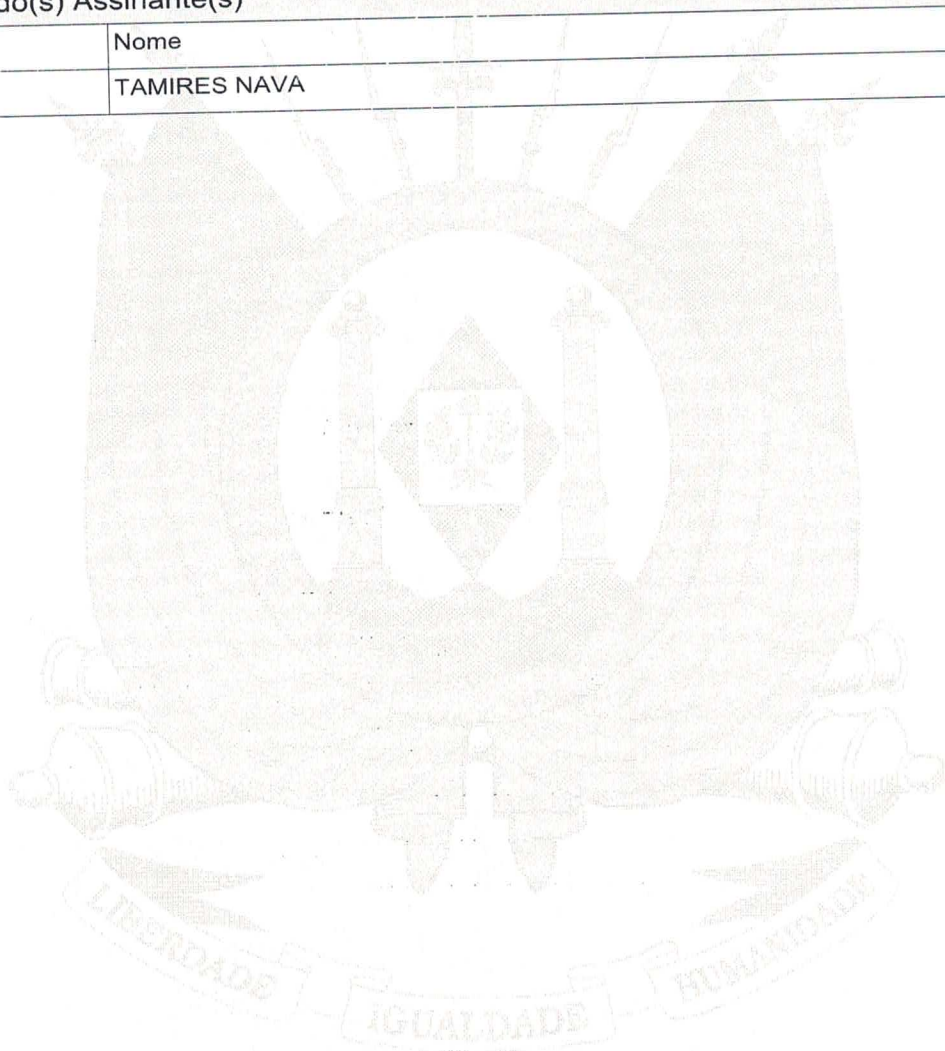 do(s) Assinante(s)
Nome
TAMIRES NAVA
LIBERDADE
IGUALDADE
HUMANIDADE